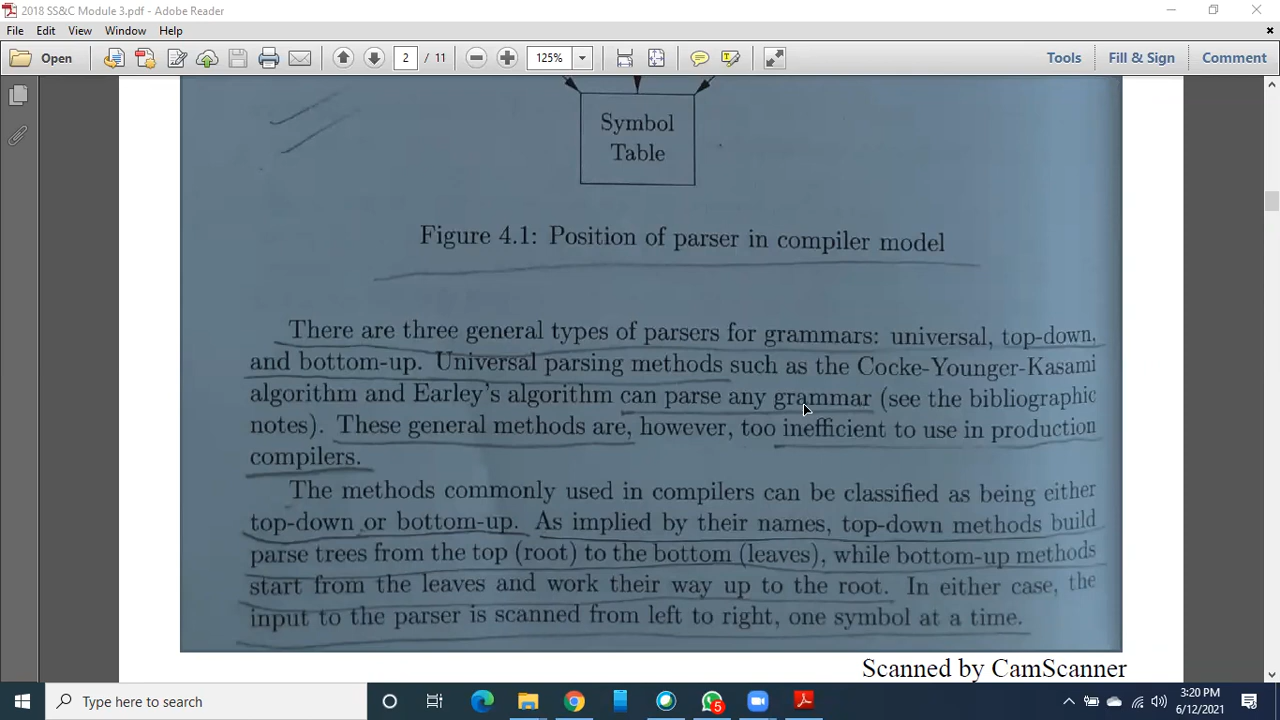 2018 SS&C Module 3.pdf - Adobe Reader
File Edit View Window Help
Open 2 / 11 125% Tools Fill & Sign Comment
Symbol
Table
Figure 4.1: Position of parser in compiler model
There are three general types of parsers for grammars: universal, top-down,
and bottom-up. Universal parsing methods such as the Cocke-Younger-Kasami
algorithm and Earley's algorithm can parse any grammar (see the bibliographic
notes). These general methods are, however, too inefficient to use in production
compilers.
The methods commonly used in compilers can be classified as being either
top-down or bottom-up. As implied by their names, top-down methods build
parse trees from the top (root) to the bottom (leaves), while bottom-up methods
start from the leaves and work their way up to the root. In either case, the
input to the parser is scanned from left to right, one symbol at a time.
Scanned by CamScanner
Type here to search 5 3:20 PM
6/12/2021